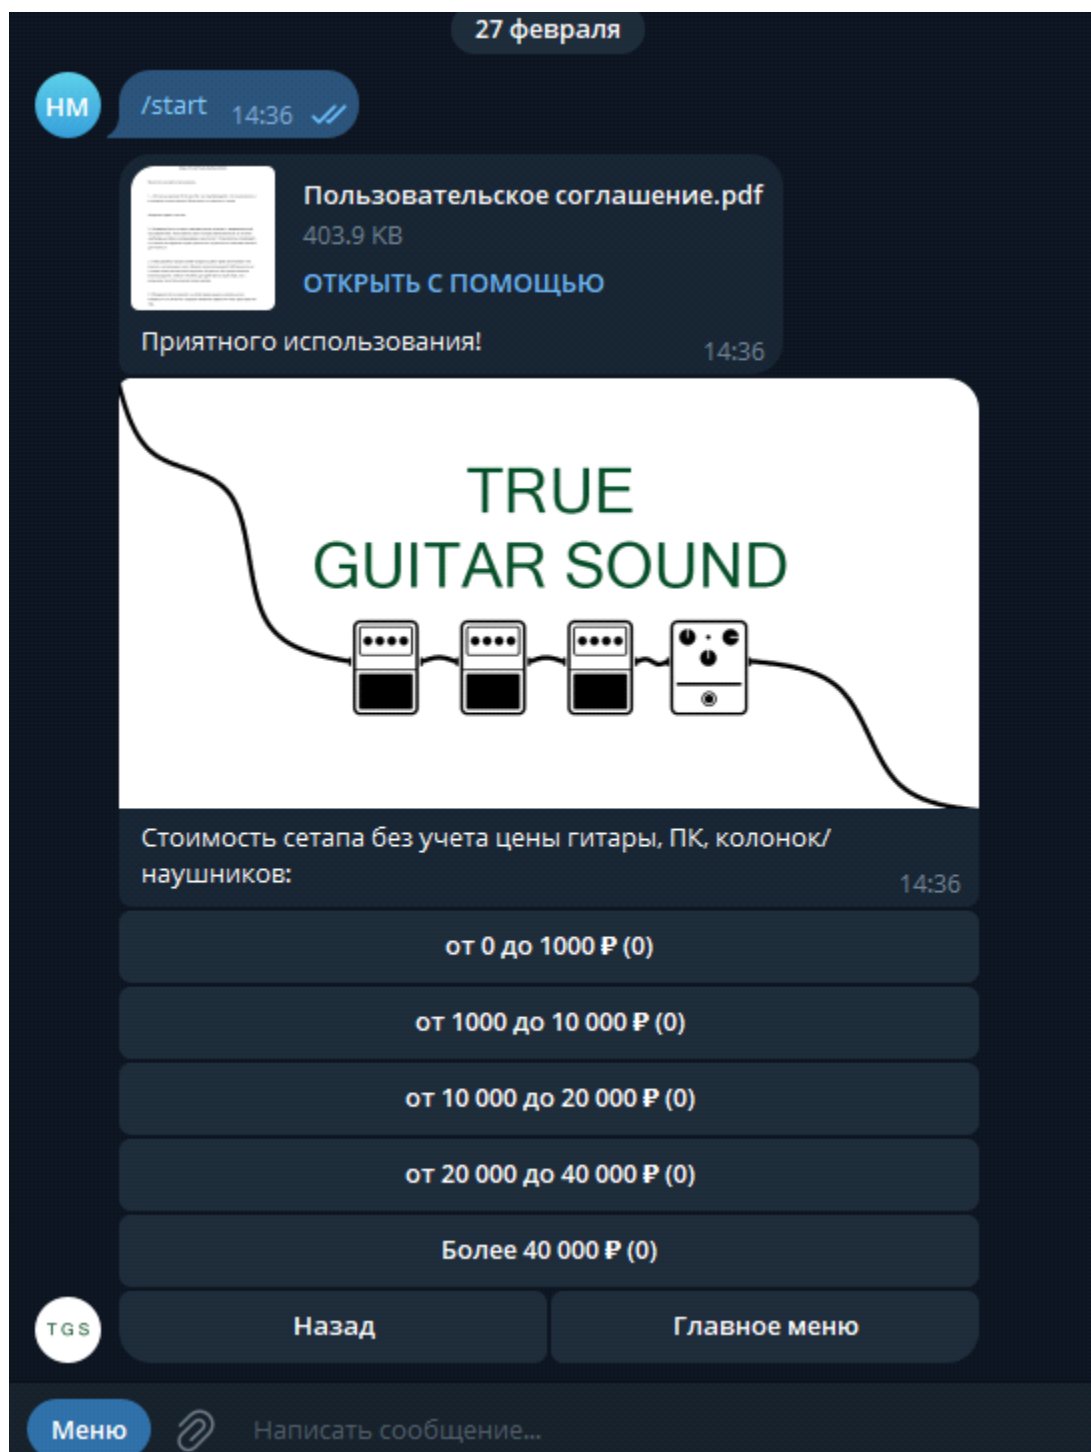 27 февраля
НМ
/start 14:36
Пользовательское соглашение.pdf
403.9 KB
ОТКРЫТЬ С ПОМОЩЬЮ
Приятного использования! 14:36
TRUE
GUITAR SOUND
Стоимость сетапа без учета цены гитары, ПК, колонок/
наушников: 14:36
от 0 до 1000 ₽ (0)
от 1000 до 10 000 ₽ (0)
от 10 000 до 20 000 ₽ (0)
от 20 000 до 40 000 ₽ (0)
Более 40 000 ₽ (0)
TGS
Назад
Главное меню
Меню
Написать сообщение...